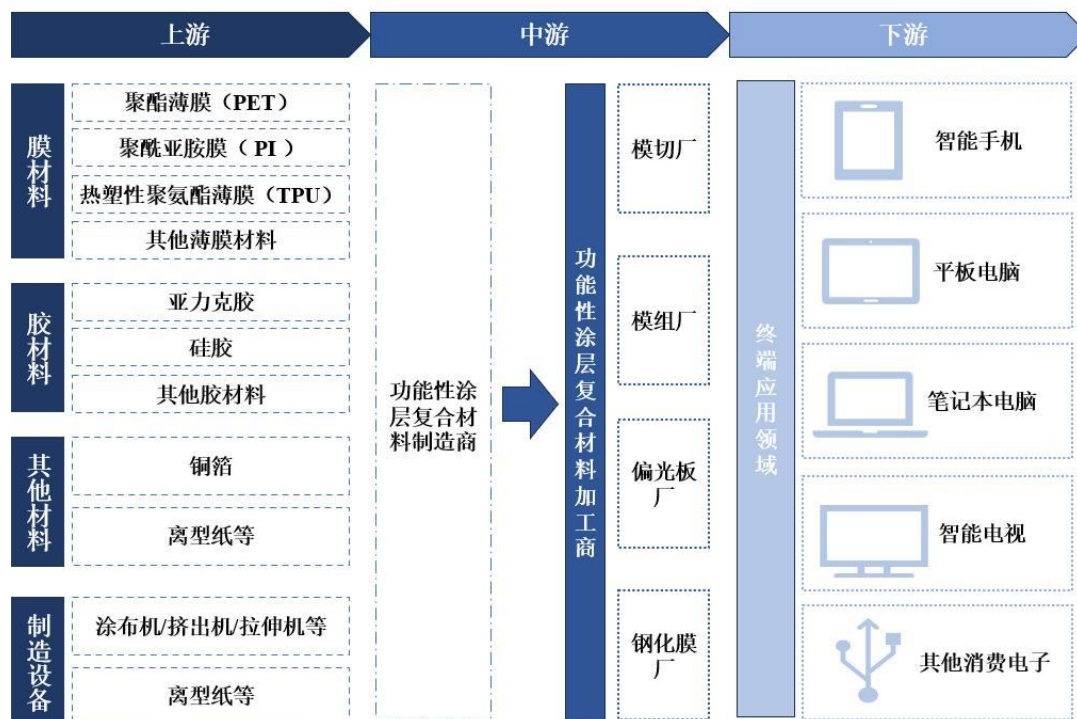 上游
中游
下游
膜材料
聚酯薄膜（PET）
聚酰亚胺膜（ PI ）
热塑性聚氨酯薄膜（TPU）
其他薄膜材料
胶材料
亚力克胶
硅胶
其他胶材料
其他材料
铜箔
离型纸等
制造设备
涂布机/挤出机/拉伸机等
离型纸等
功能性涂
层复合材
料制造商
功能性涂层复合材料加工商
模切厂
模组厂
偏光板
厂
钢化膜
厂
终端应用领域
智能手机
平板电脑
笔记本电脑
智能电视
其他消费电子